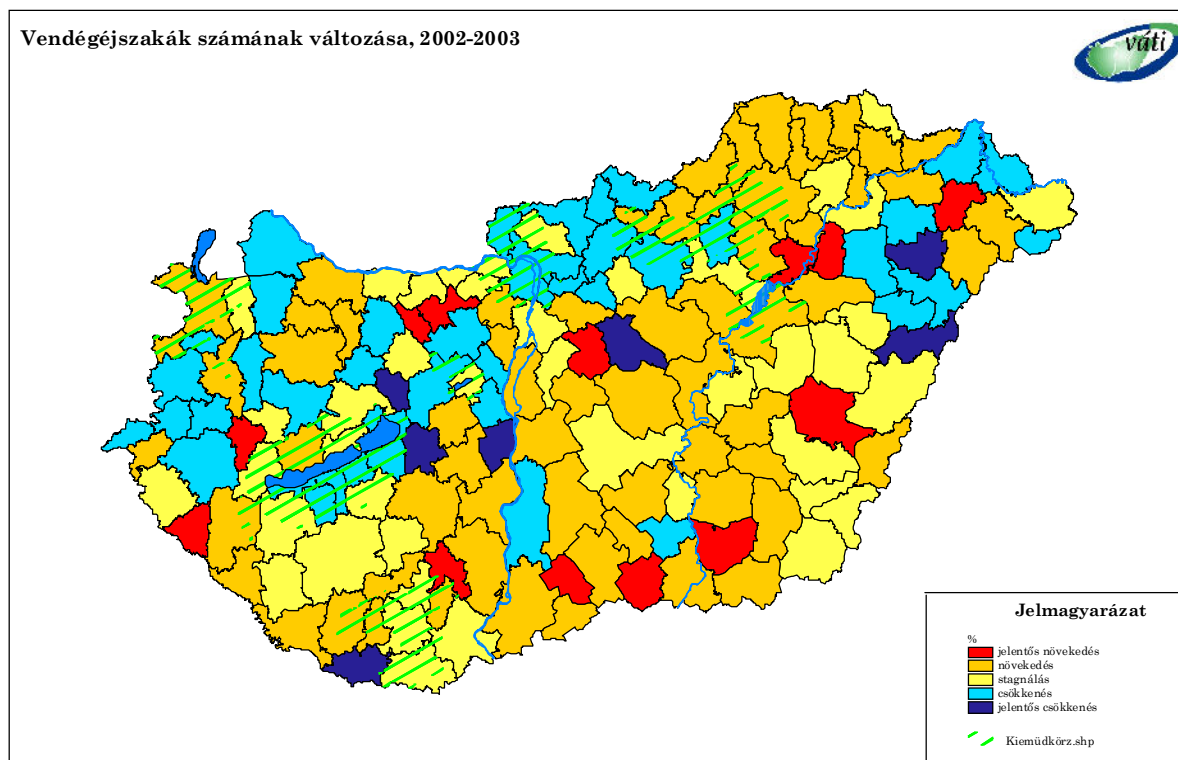 Vendégéjszakák számának változása, 2002-2003
váti
Jelmagyarázat
%
jelentős növekedés
növekedés
stagnálás
csökkenés
jelentős csökkenés
Kiemüdkörz.shp